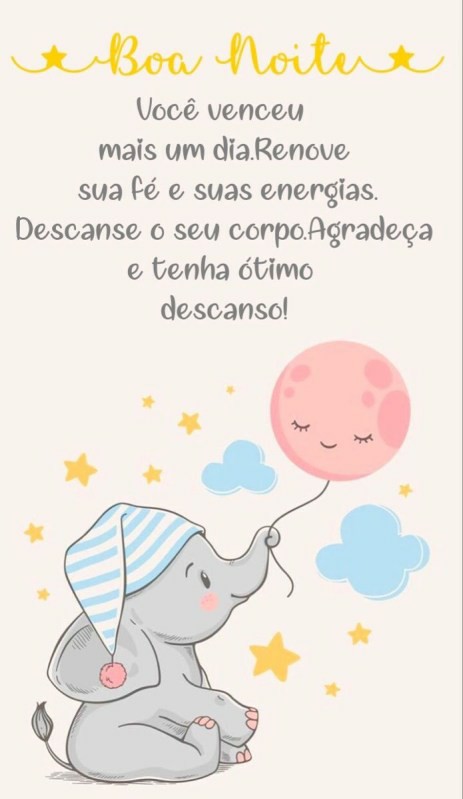 Boa Noite
Você venceu
mais um dia.Renove
sua fé e suas energias.
Descanse o seu corpo.Agradeça
e tenha ótimo
descanso!